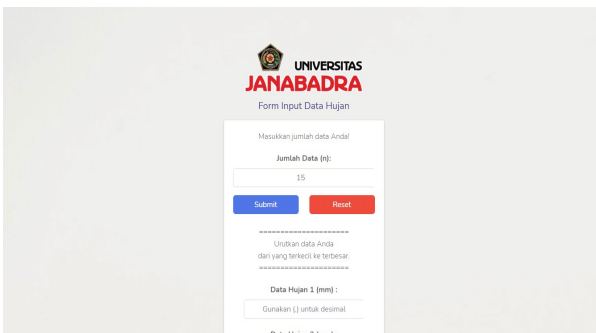 UNIVERSITAS
JANABADRA
Form Input Data Hujan
Masukkan jumlah data Anda!
Jumlah Data (n):
15
Submit Reset
=====================
Urutkan data Anda
dari yang terkecil ke terbesar.
=====================
Data Hujan 1 (mm) :
Gunakan (.) untuk desimal